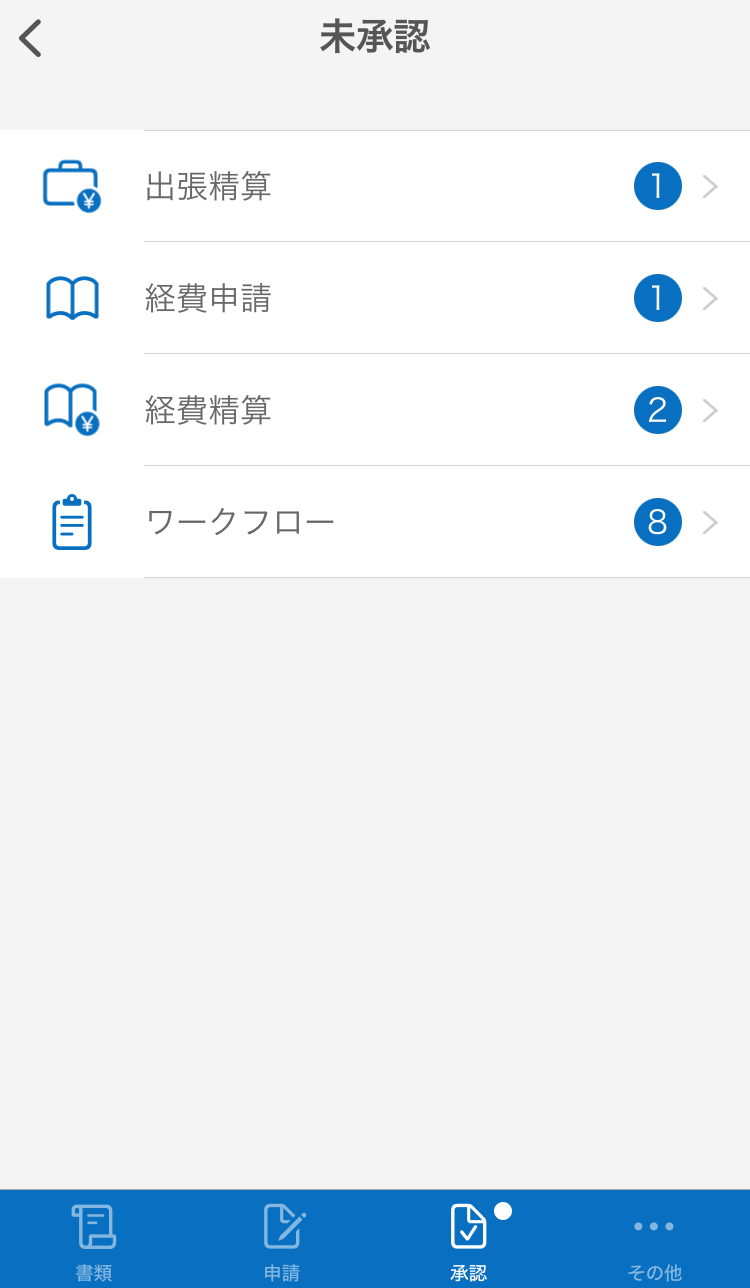 未承認
出張精算 1
経費申請 1
経費精算 2
ワークフロー 8
書類 申請 承認 その他